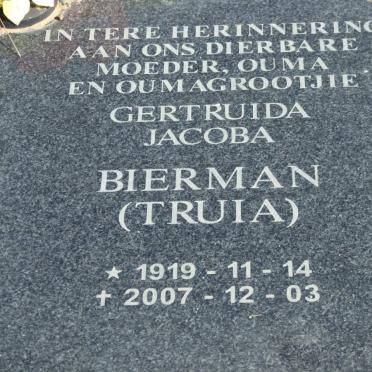 IN TERE HERINNERING
AAN ONS DIERBARE
MOEDER, OUMA
EN OUMAGROOTJIE
GERTRUIDA
JACOBA
BIERMAN
(TRUIA)
★ 1919 - 11 - 14
✝ 2007 - 12 - 03